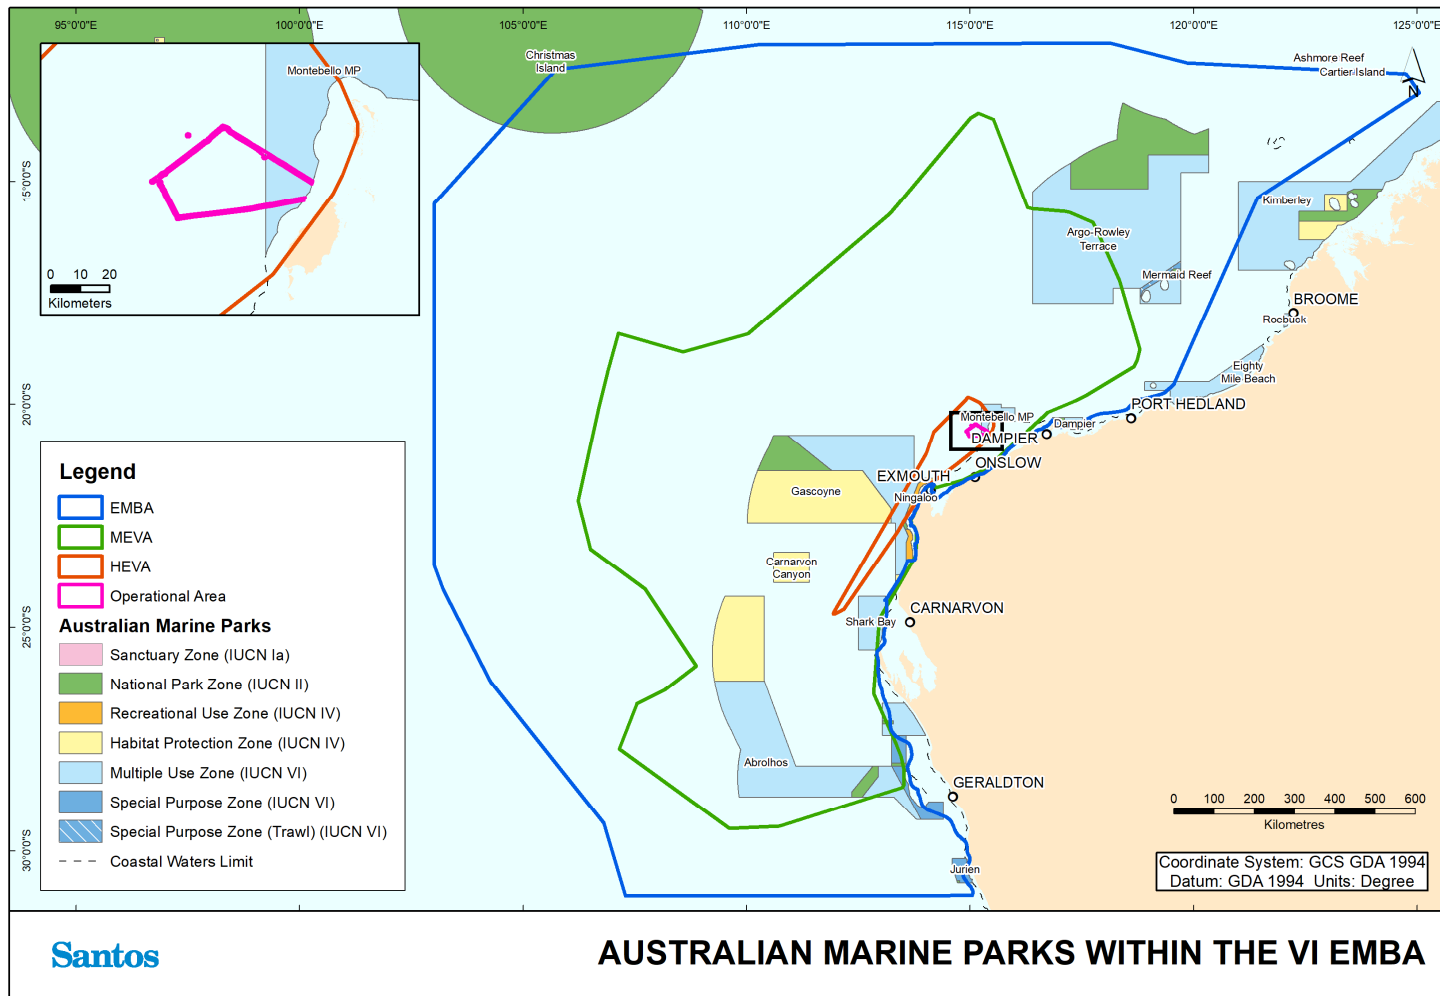 95°0'0"E
100°0'0"E
105°0'0"E
110°0'0"E
115°0'0"E
120°0'0"E
125°0'0"E
15°0'0"S
20°0'0"S
25°0'0"S
30°0'0"S
Montebello MP
0 10 20
Kilometers
Christmas
Island
Ashmore Reef
Cartier Island
N
Kimberley
Argo-Rowley
Terrace
Mermaid Reef
BROOME
Roebuck
Eighty
Mile Beach
PORT HEDLAND
Montebello MP
Dampier
DAMPIER
ONSLOW
EXMOUTH
Ningaloo
Gascoyne
Carnarvon
Canyon
CARNARVON
Shark Bay
Abrolhos
GERALDTON
Jurien
Legend
EMBA
MEVA
HEVA
Operational Area
Australian Marine Parks
Sanctuary Zone (IUCN Ia)
National Park Zone (IUCN II)
Recreational Use Zone (IUCN IV)
Habitat Protection Zone (IUCN IV)
Multiple Use Zone (IUCN VI)
Special Purpose Zone (IUCN VI)
Special Purpose Zone (Trawl) (IUCN VI)
Coastal Waters Limit
0 100 200 300 400 500 600
Kilometres
Coordinate System: GCS GDA 1994
Datum: GDA 1994 Units: Degree
Santos
AUSTRALIAN MARINE PARKS WITHIN THE VI EMBA